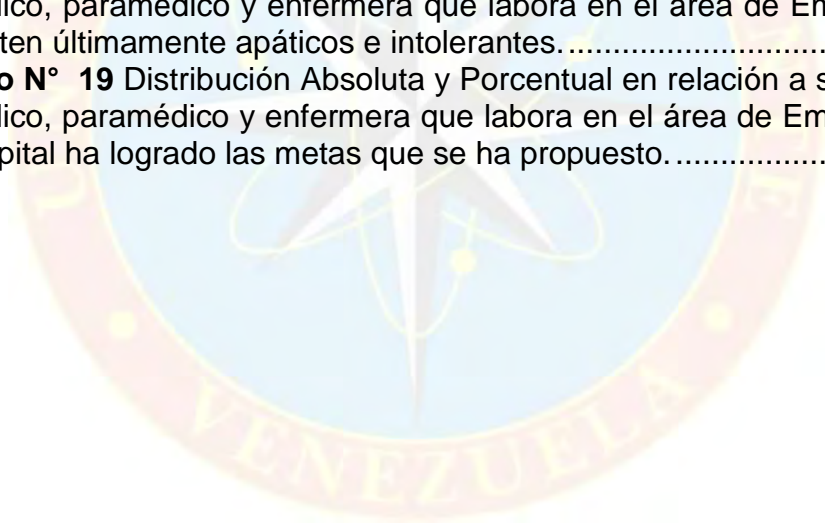 dico, paramédico y enfermera que labora en el área de Em
ten últimamente apáticos e intolerantes. ................................
o N° 19 Distribución Absoluta y Porcentual en relación a s
lico, paramédico y enfermera que labora en el área de Em
pital ha logrado las metas que se ha propuesto. ..................
VENEZUELA